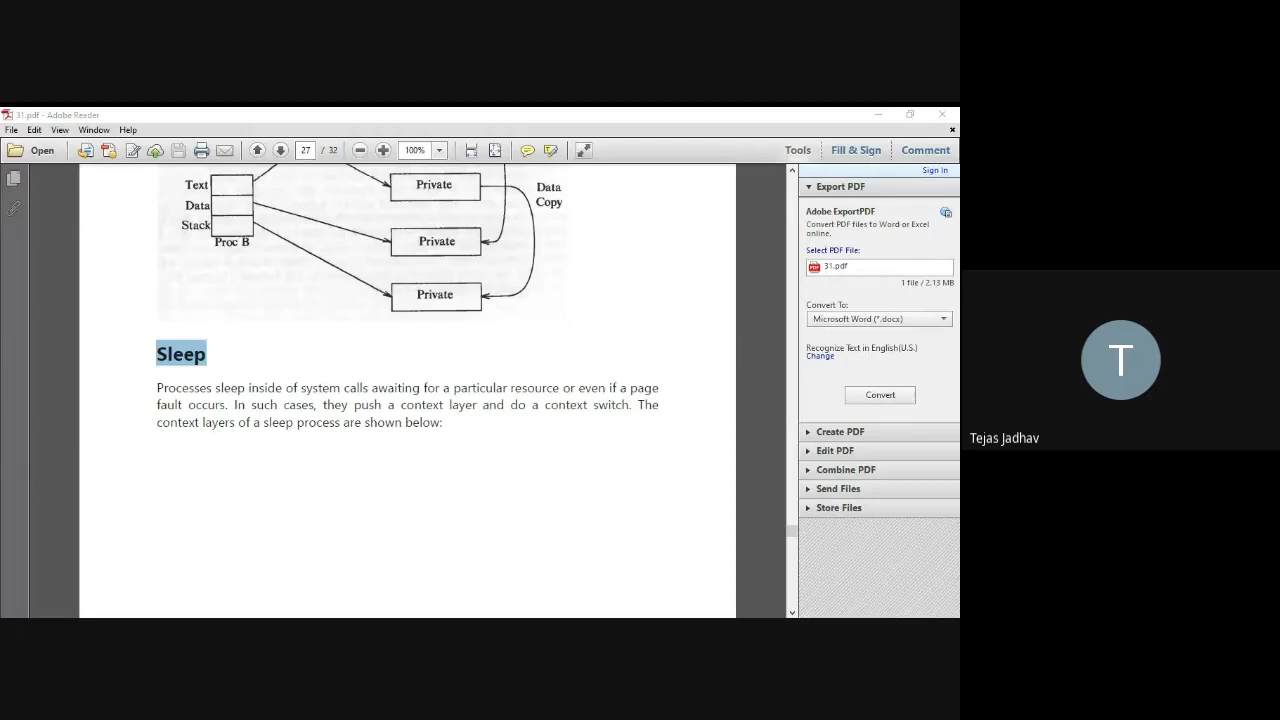 31.pdf - Adobe Reader
File Edit View Window Help
Open 27 / 32 100% Tools Fill & Sign Comment
Sign In
Export PDF
Adobe ExportPDF
Convert PDF files to Word or Excel
online.
Select PDF File:
31.pdf
1 file / 2.13 MB
Convert To:
Microsoft Word (*.docx)
Recognize Text in English(U.S.)
Change
Convert
Create PDF
Edit PDF
Combine PDF
Send Files
Store Files
Text
Data
Stack
Proc B
Private
Private
Private
Data
Copy
Sleep
Processes sleep inside of system calls awaiting for a particular resource or even if a page
fault occurs. In such cases, they push a context layer and do a context switch. The
context layers of a sleep process are shown below:
T
Tejas Jadhav